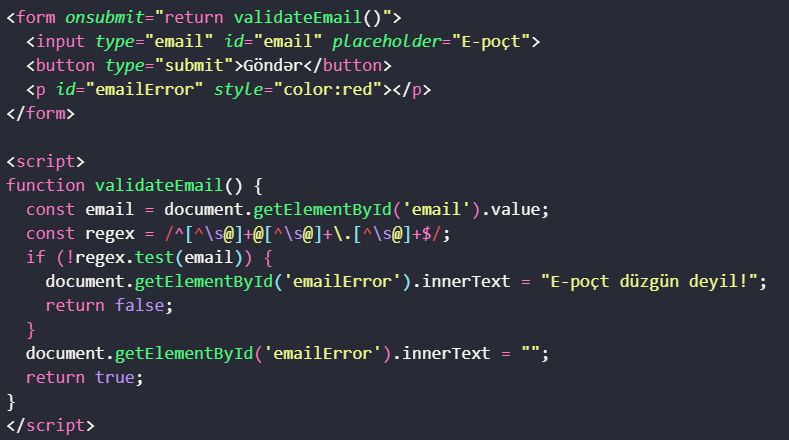 <form onsubmit="return validateEmail()">
  <input type="email" id="email" placeholder="E-poçt">
  <button type="submit">Göndər</button>
  <p id="emailError" style="color:red"></p>
</form>

<script>
function validateEmail() {
  const email = document.getElementById('email').value;
  const regex = /^[^\s@]+@[^\s@]+\.[^\s@]+$/;
  if (!regex.test(email)) {
    document.getElementById('emailError').innerText = "E-poçt düzgün deyil!";
    return false;
  }
  document.getElementById('emailError').innerText = "";
  return true;
}
</script>